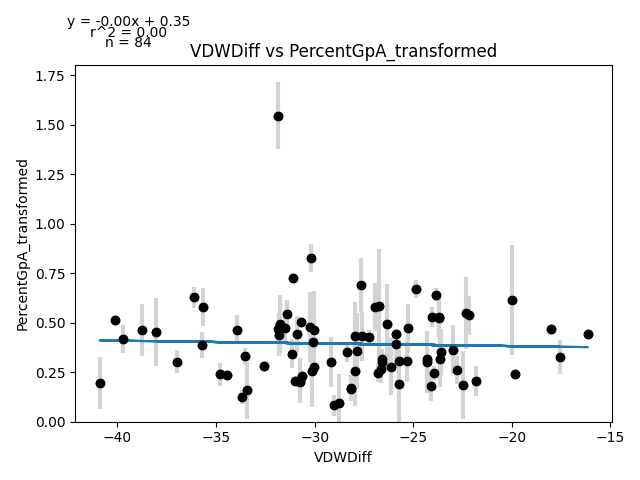 y = -0.00x + 0.35
r^2 = 0.00
n = 84
VDWDiff vs PercentGpA_transformed
1.75
1.50
1.25
1.00
0.75
0.50
0.25
0.00
PercentGpA_transformed
−40
−35
−30
−25
−20
−15
VDWDiff